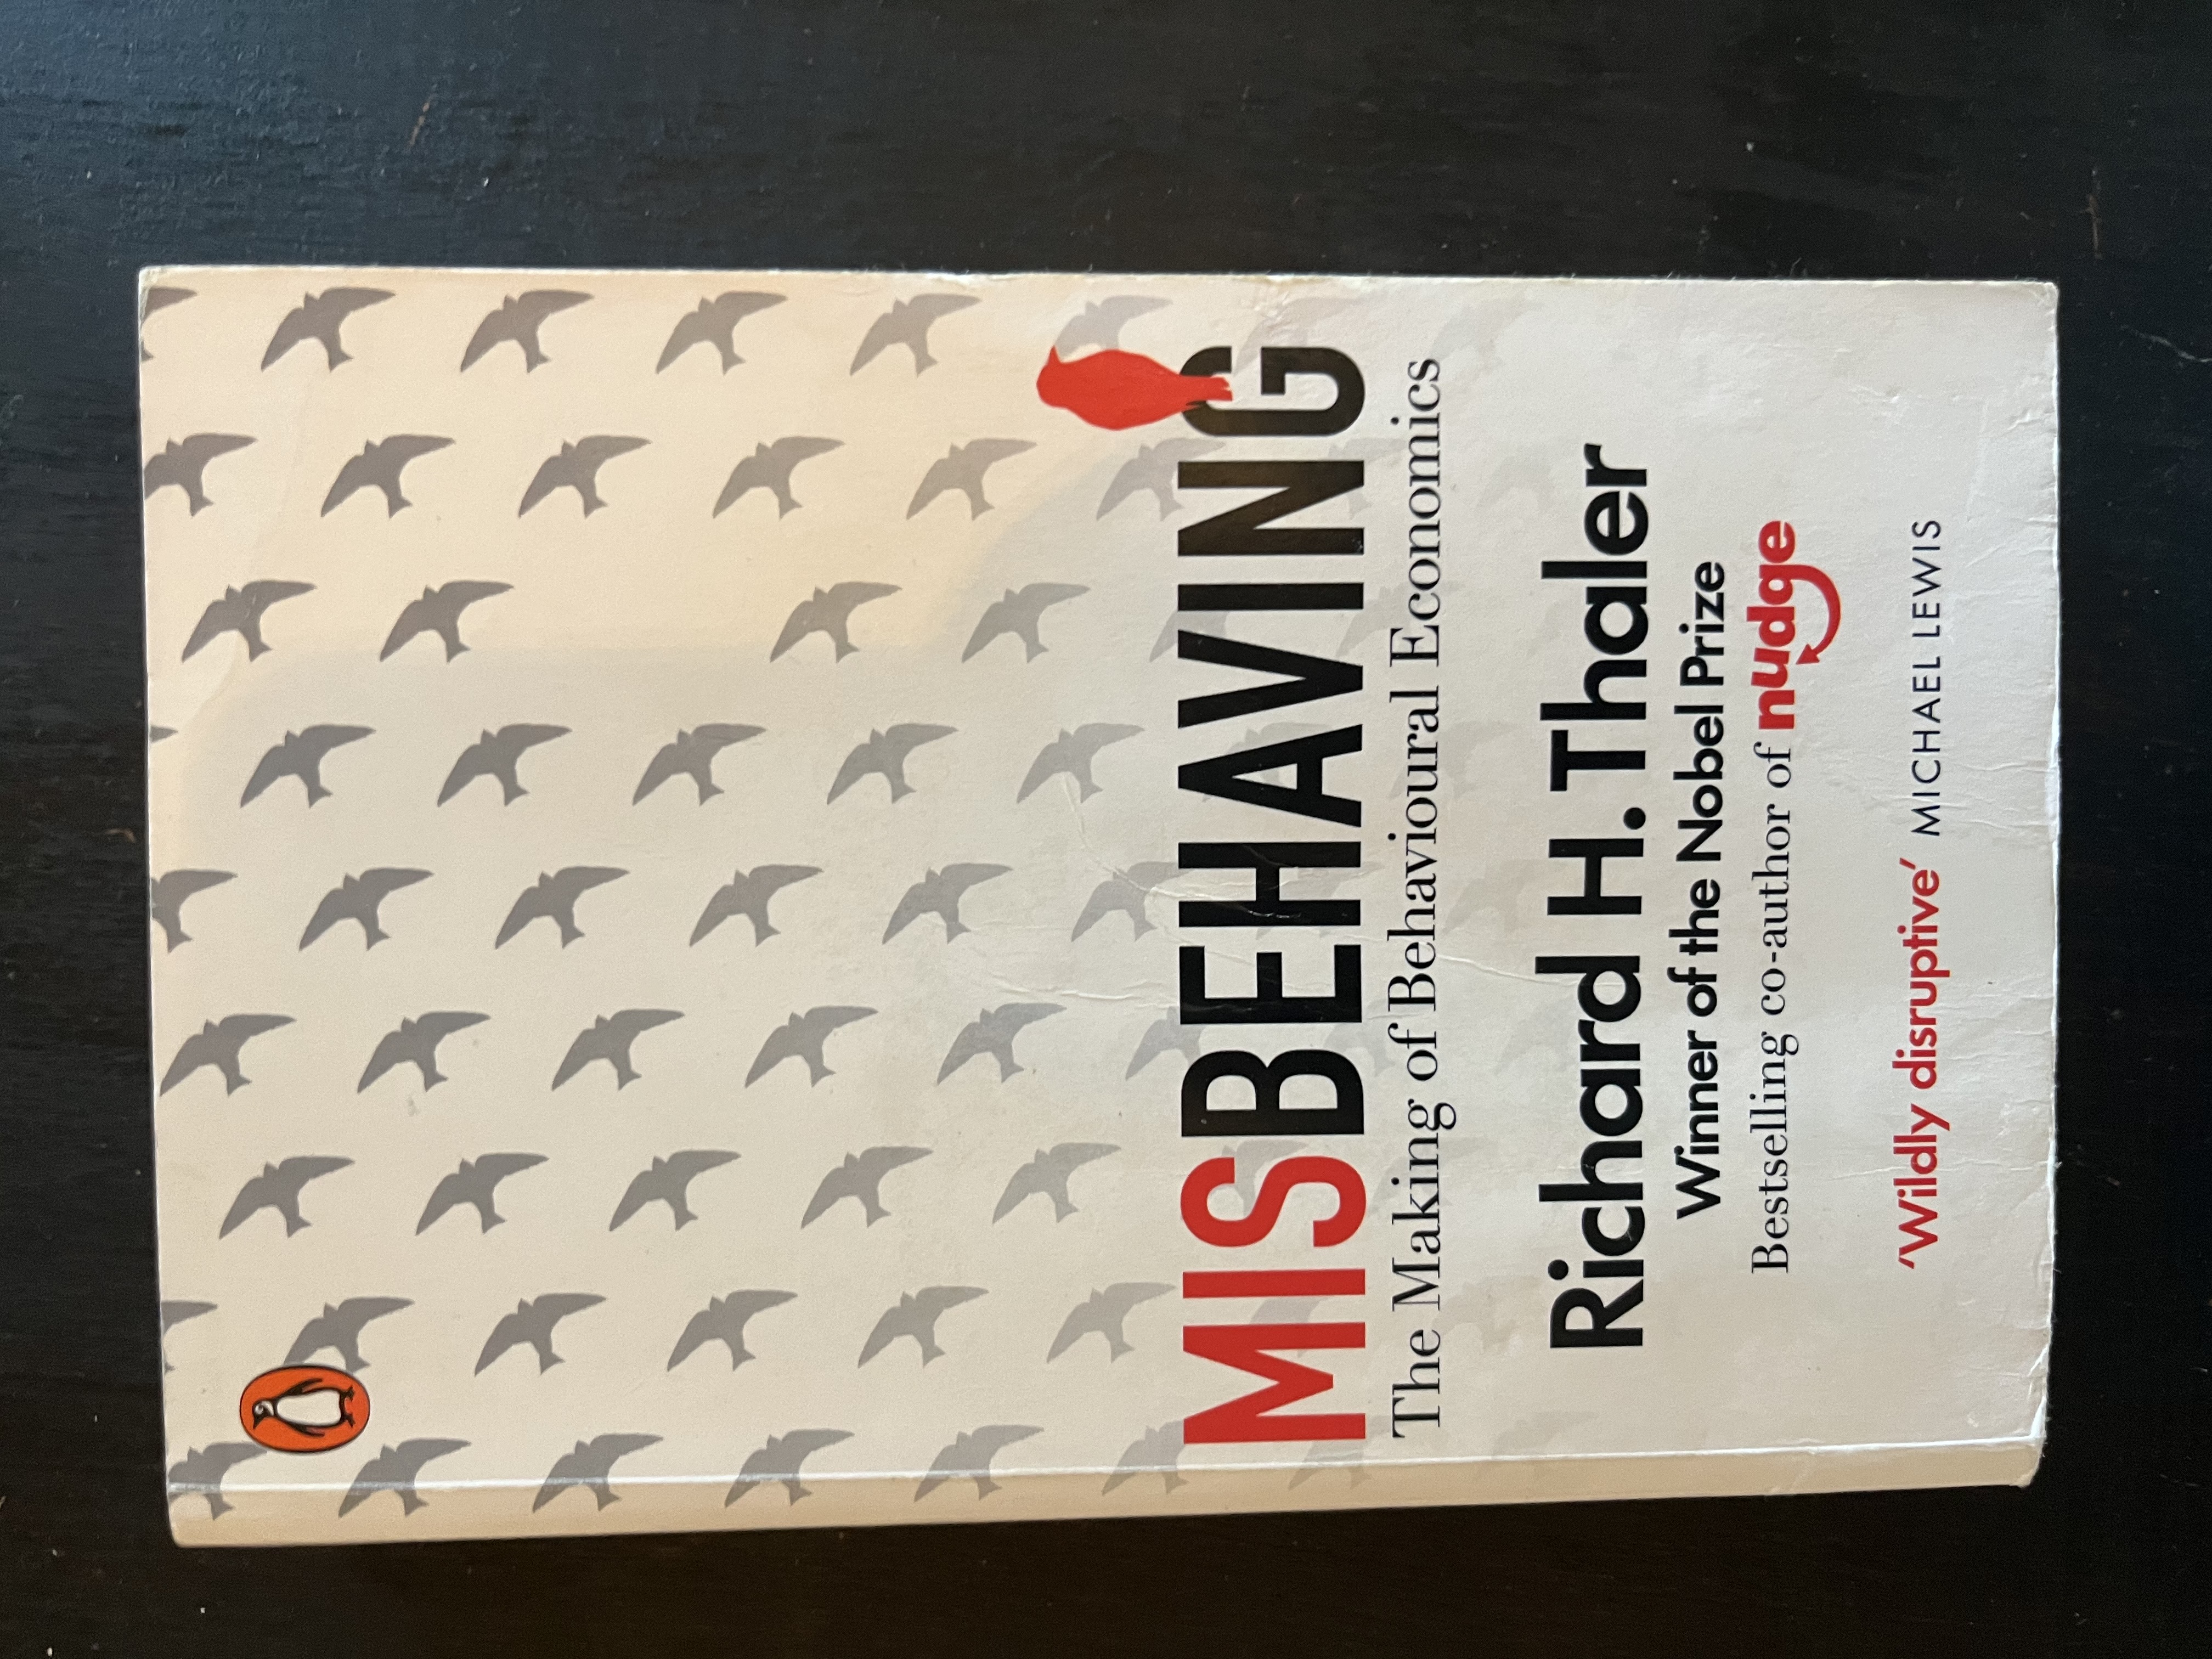 MISBEHAVING
The Making of Behavioural Economics
Richard H. Thaler
Winner of the Nobel Prize
Bestselling co-author of nudge
‘Wildly disruptive’ MICHAEL LEWIS